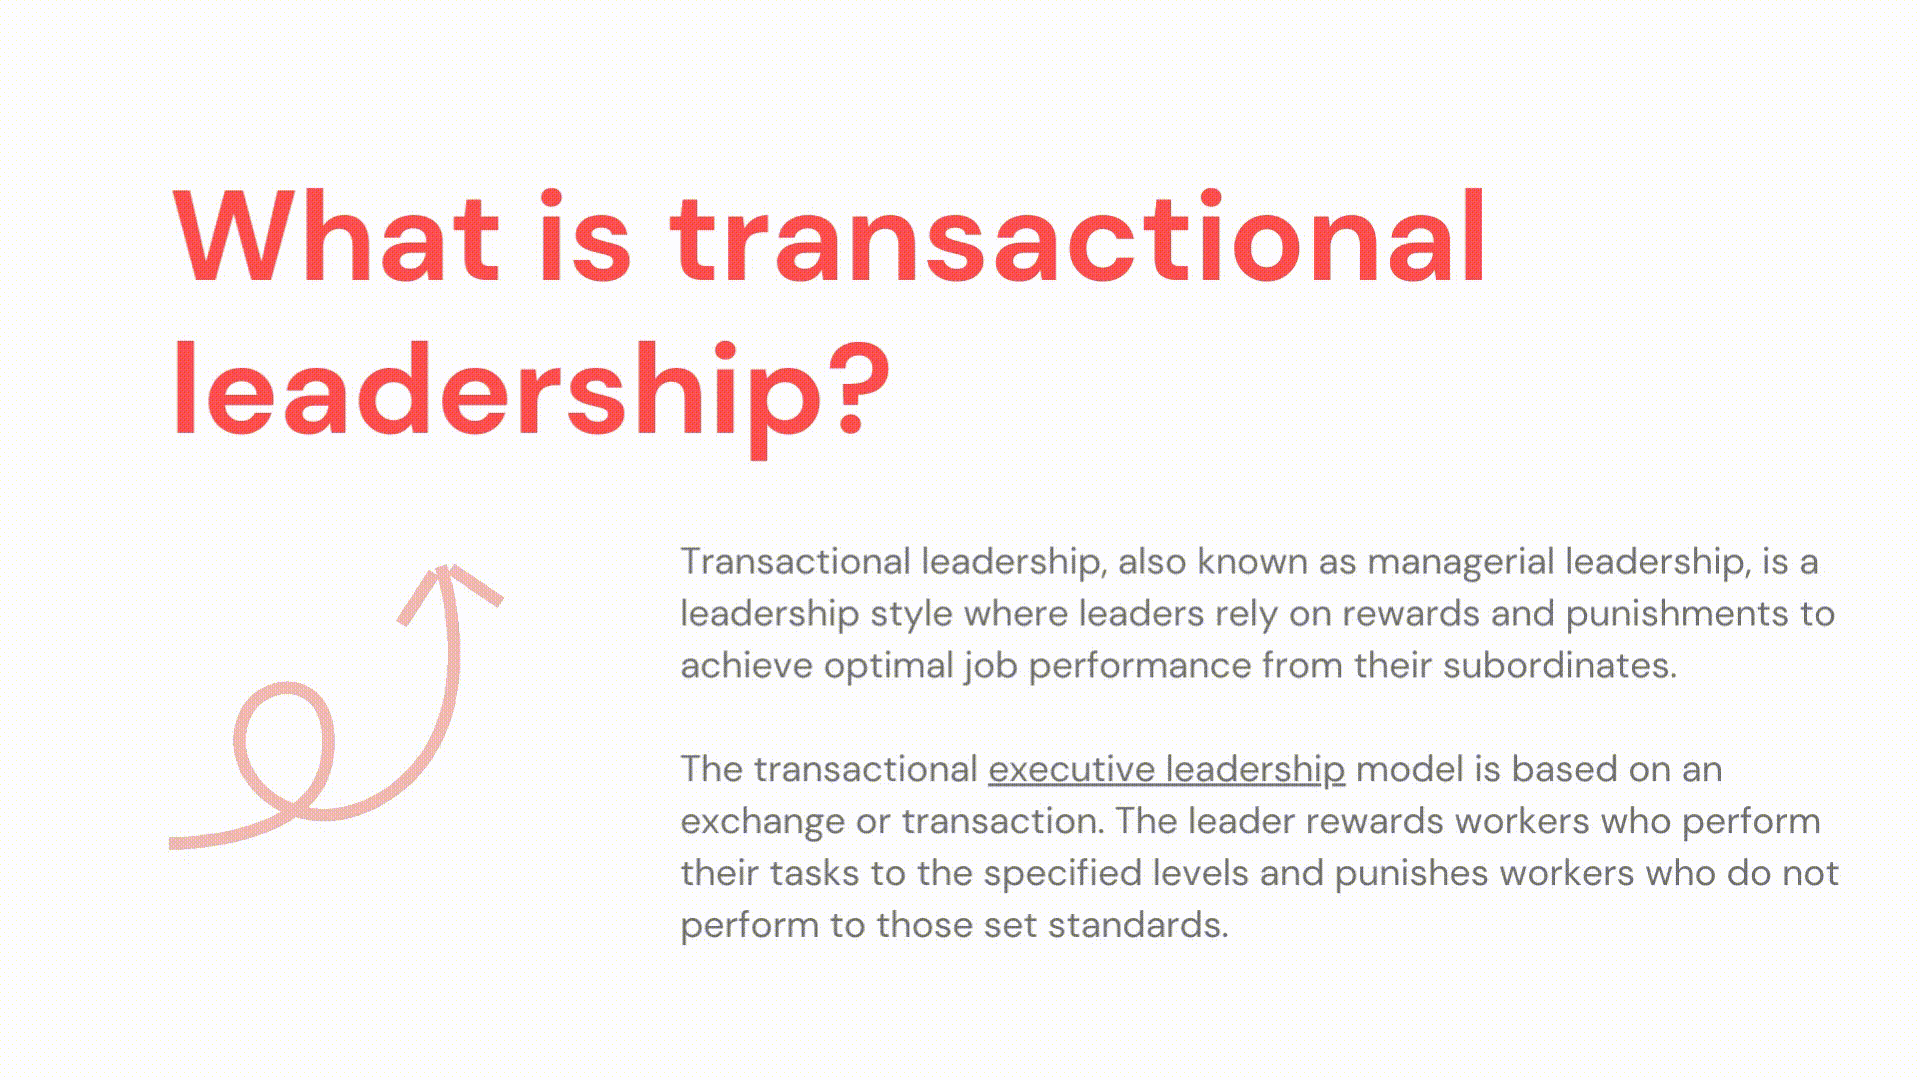 What is transactional
leadership?
Transactional leadership, also known as managerial leadership, is a
leadership style where leaders rely on rewards and punishments to
achieve optimal job performance from their subordinates.
The transactional executive leadership model is based on an
exchange or transaction. The leader rewards workers who perform
their tasks to the specified levels and punishes workers who do not
perform to those set standards.